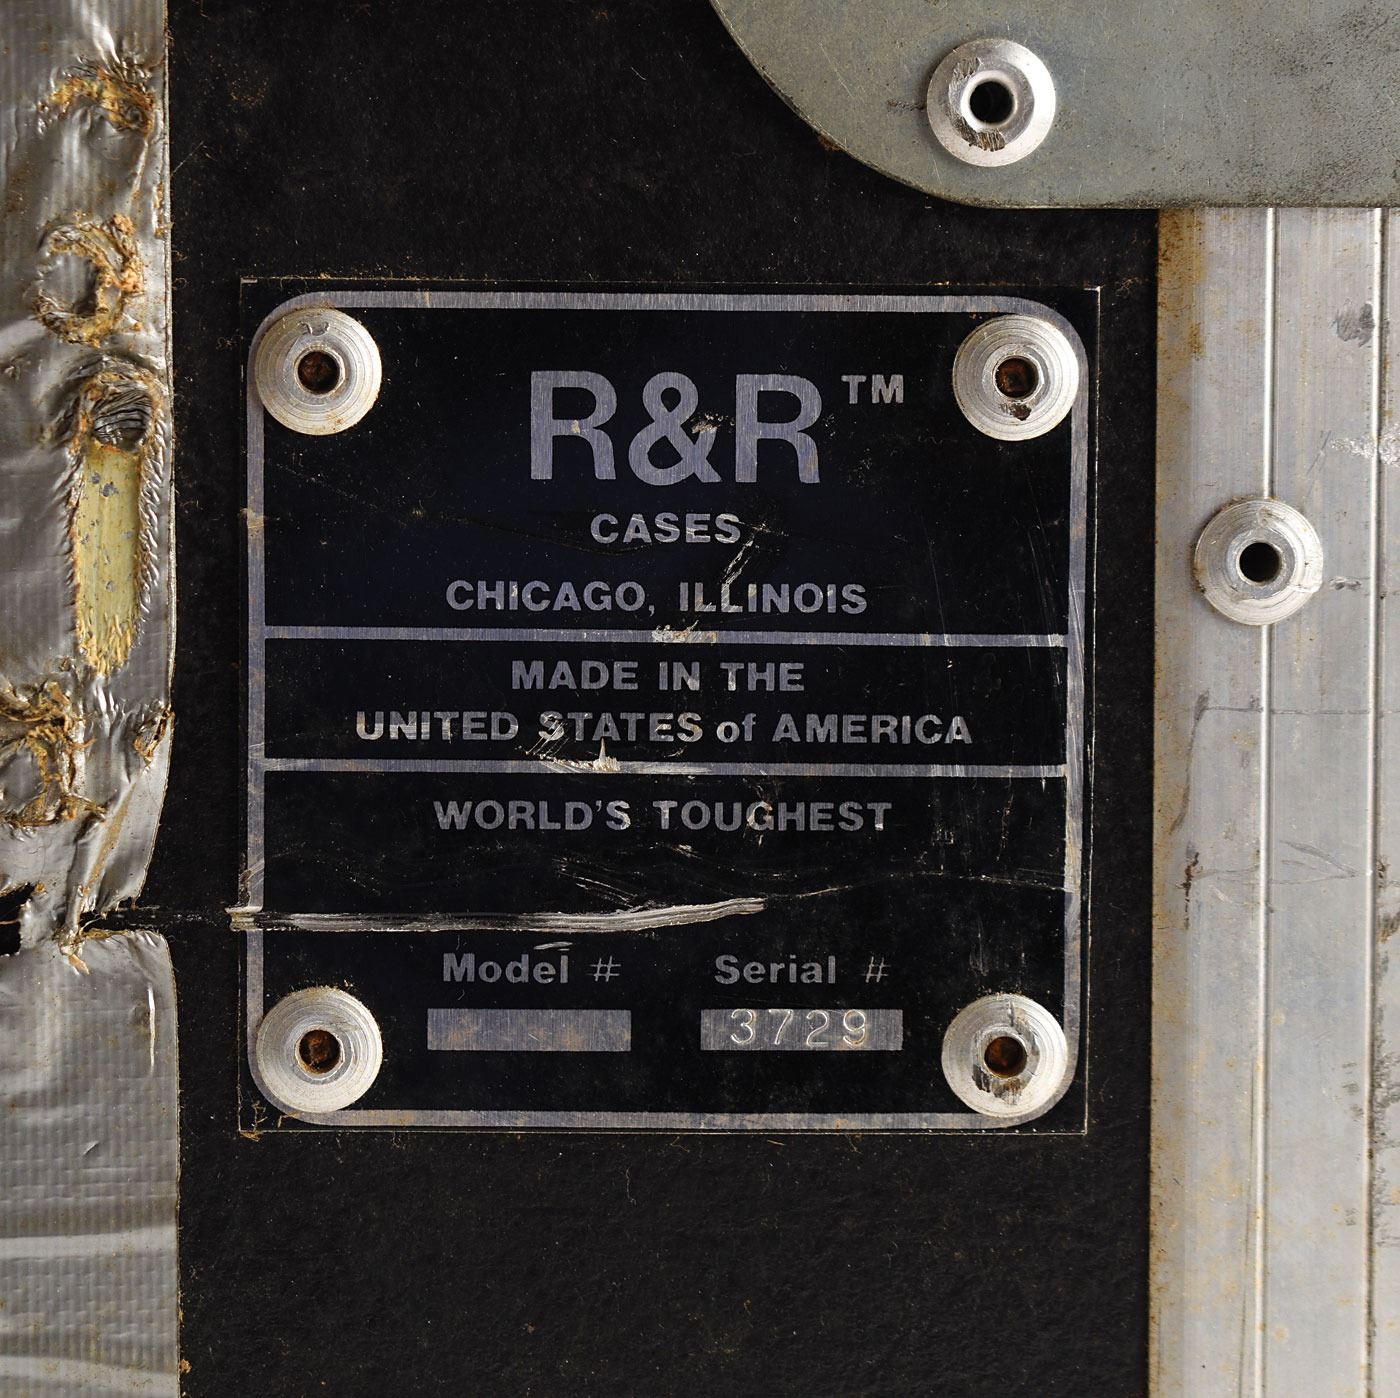 R&R™
CASES
CHICAGO, ILLINOIS
MADE IN THE
UNITED STATES of AMERICA
WORLD'S TOUGHEST
Model # Serial #
3729